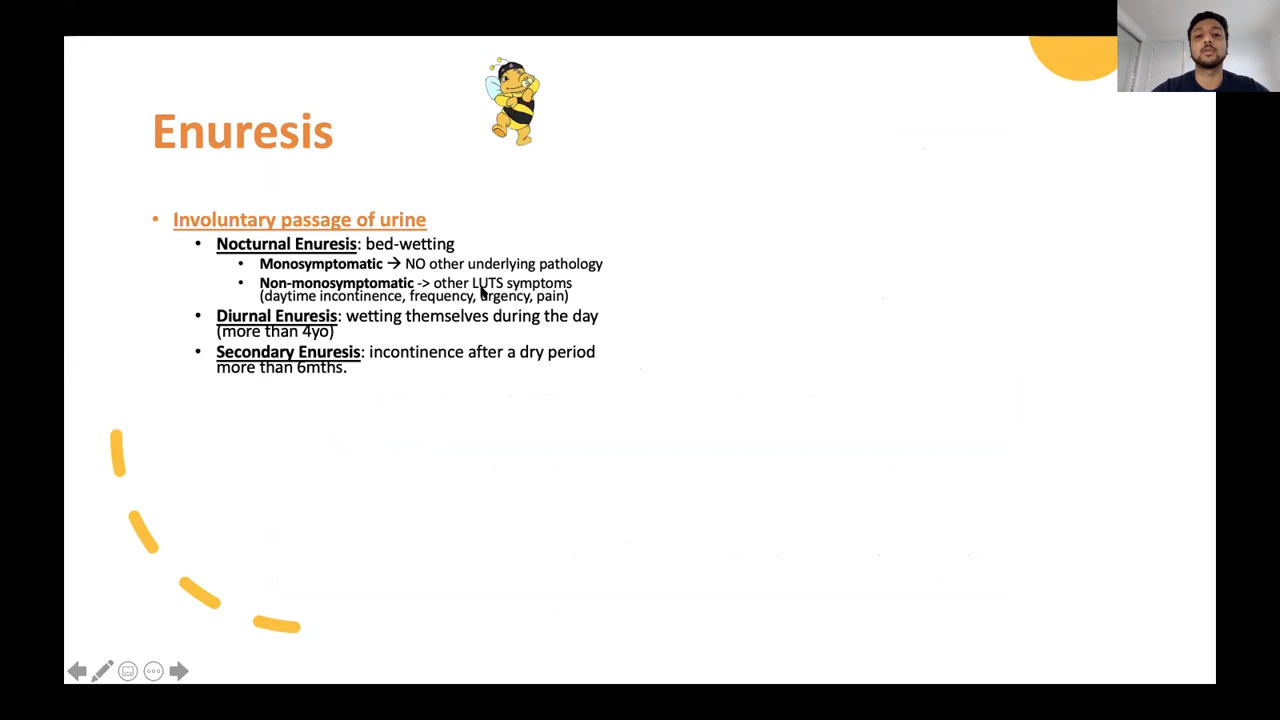 Enuresis
• Involuntary passage of urine
• Nocturnal Enuresis: bed-wetting
• Monosymptomatic → NO other underlying pathology
• Non-monosymptomatic -> other LUTS symptoms
(daytime incontinence, frequency, urgency, pain)
• Diurnal Enuresis: wetting themselves during the day
(more than 4yo)
• Secondary Enuresis: incontinence after a dry period
more than 6mths.